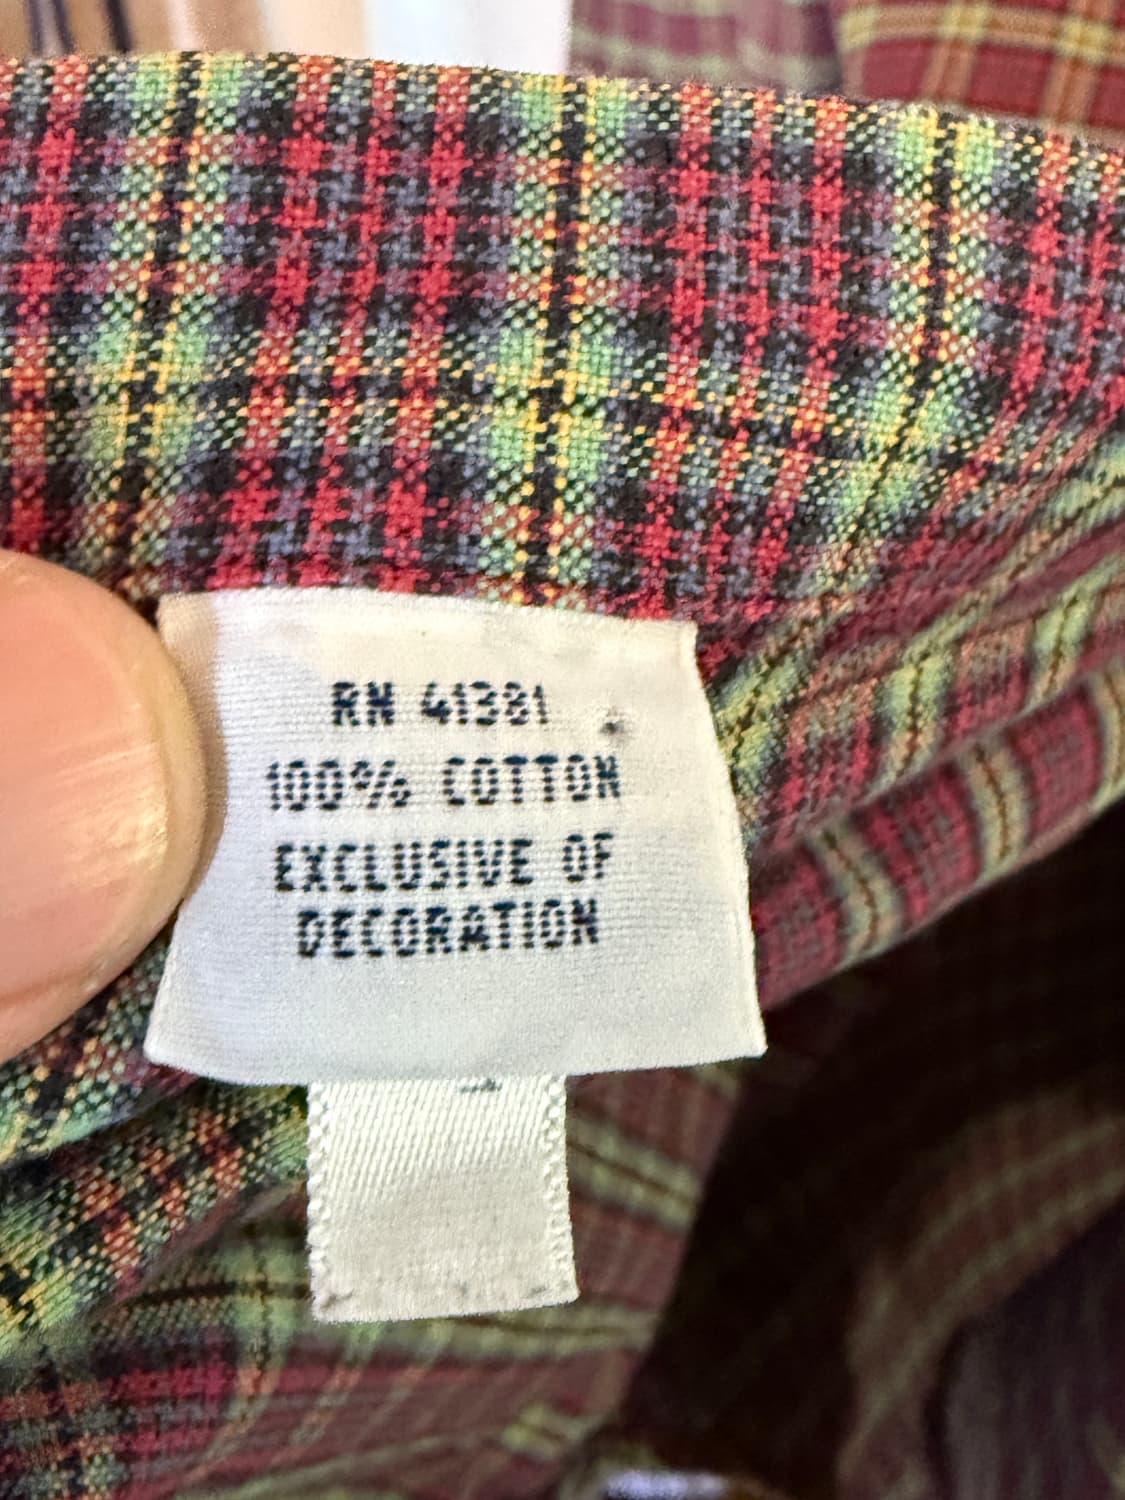 RN 41381
100% COTTON
EXCLUSIVE OF
DECORATION